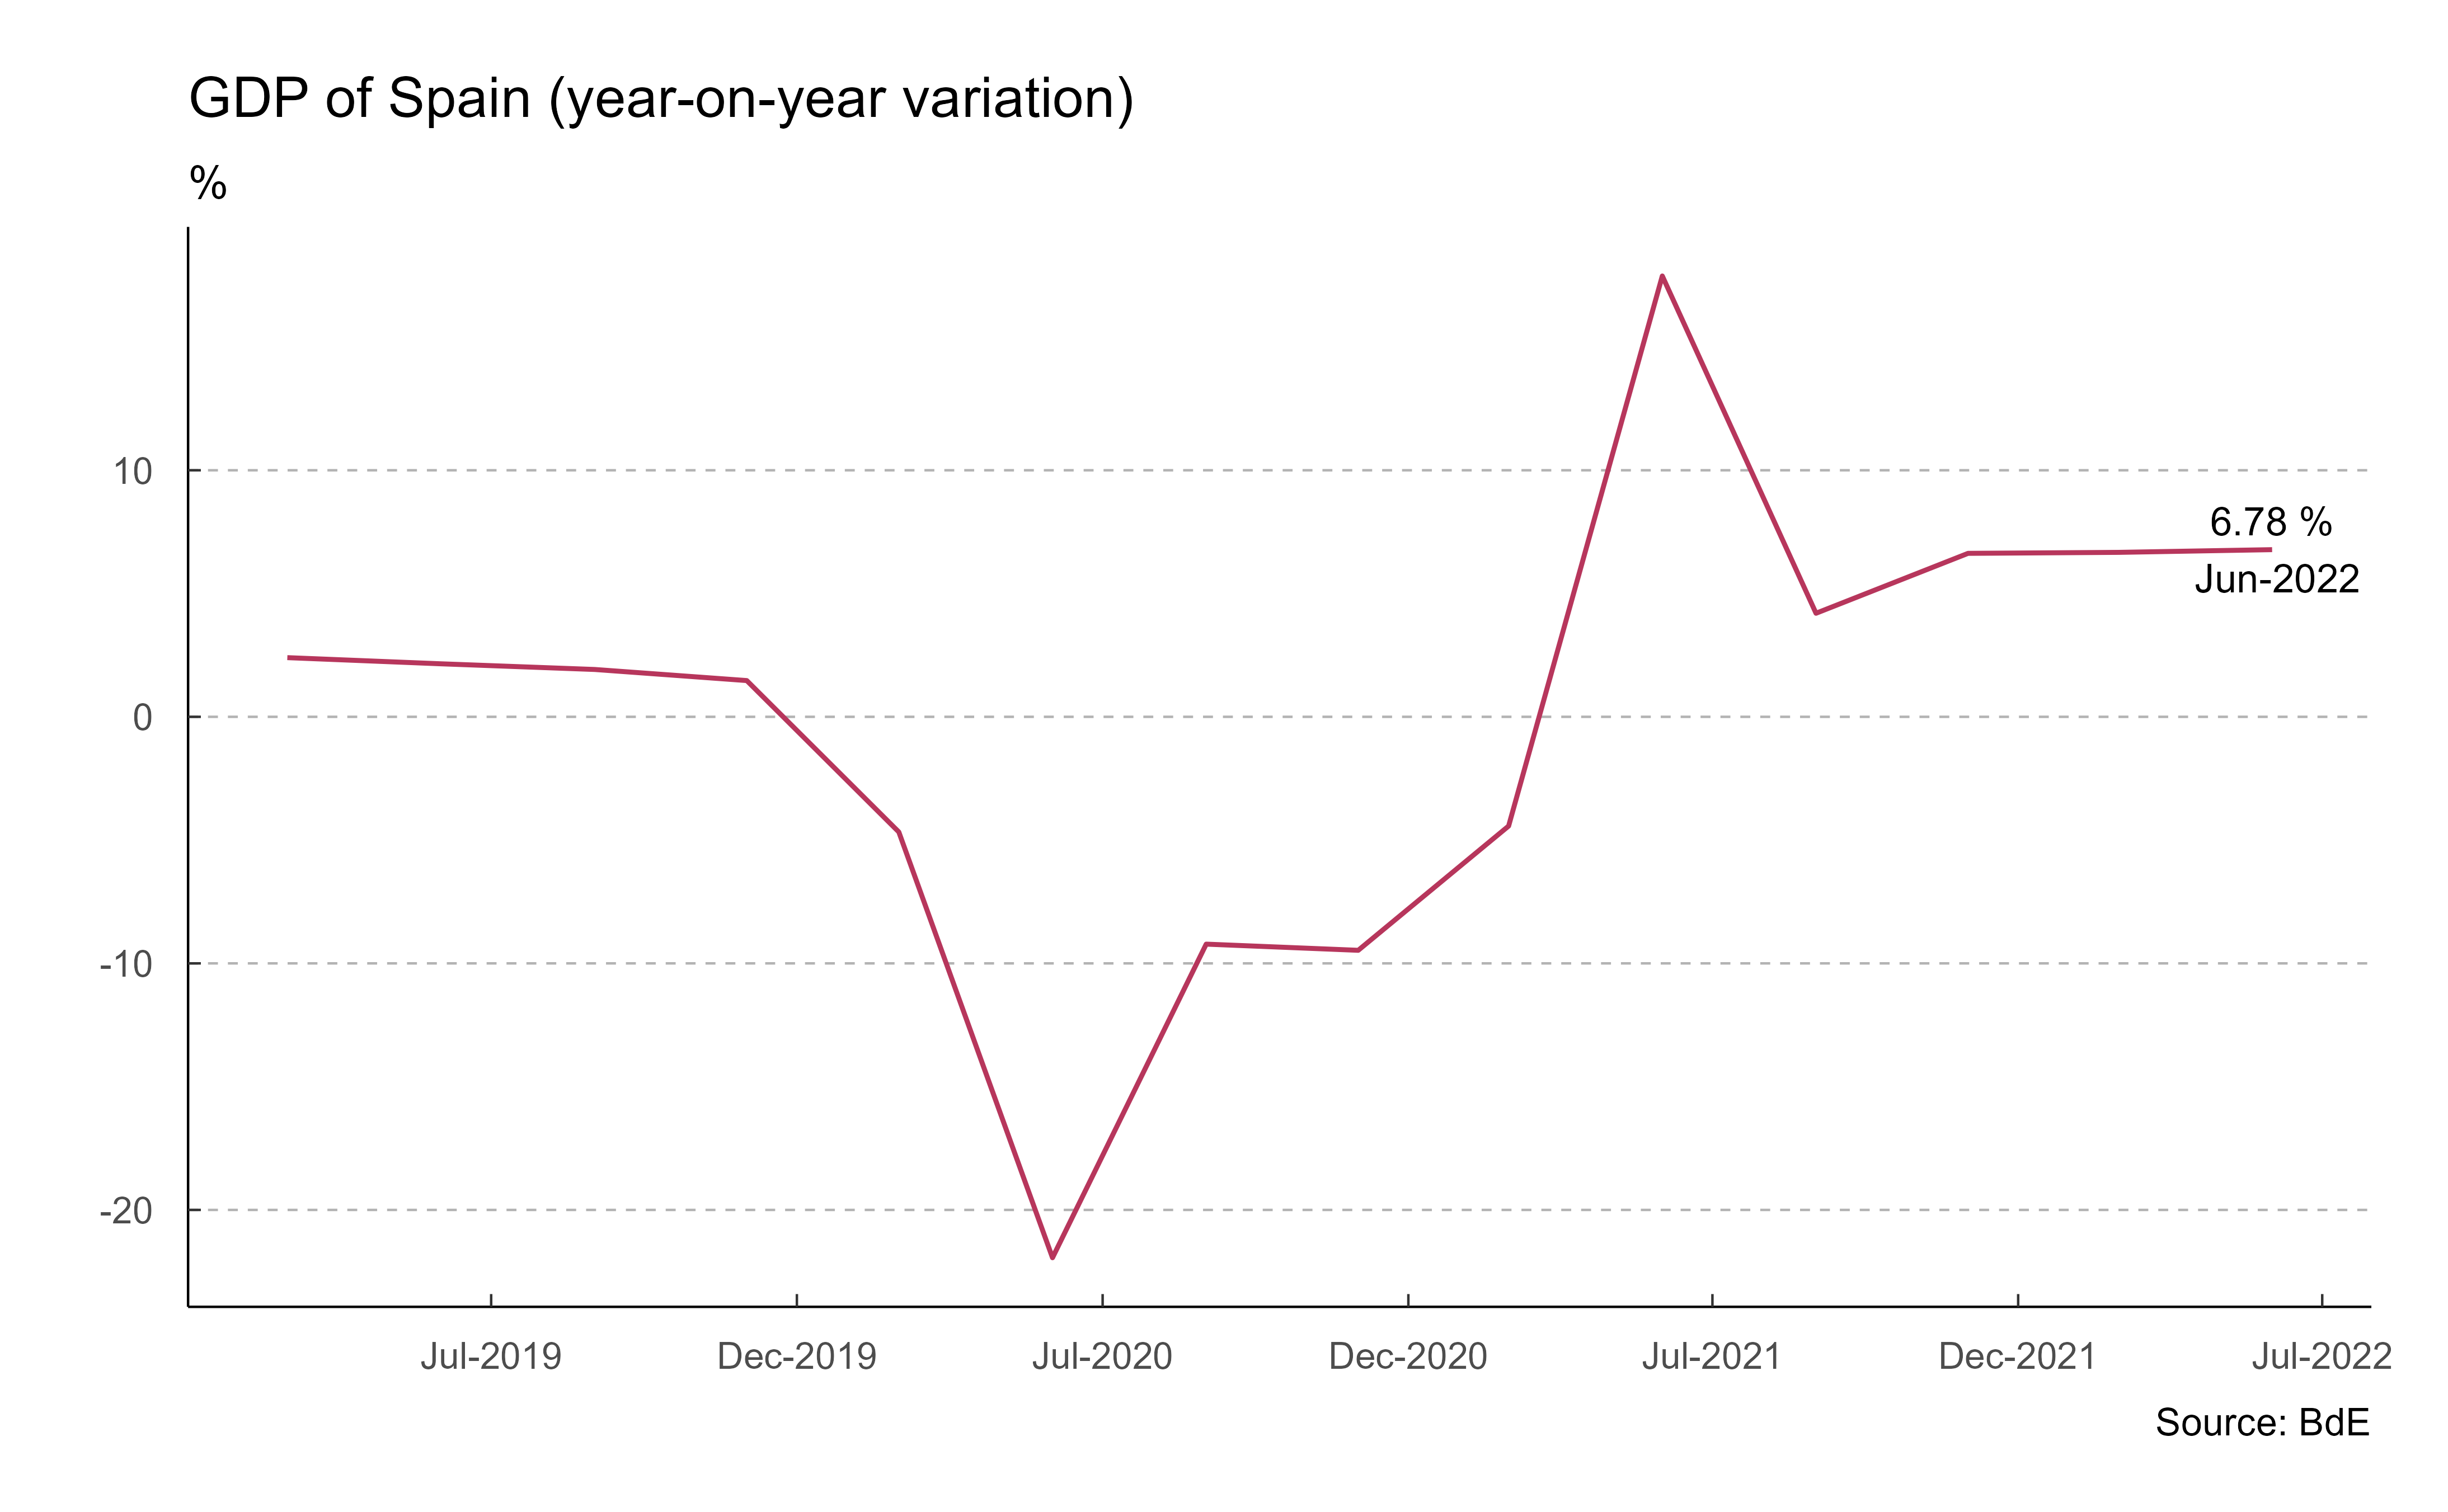 GDP of Spain (year-on-year variation)
%
10
0
-10
-20
6.78 %
Jun-2022
Jul-2019
Dec-2019
Jul-2020
Dec-2020
Jul-2021
Dec-2021
Jul-2022
Source: BdE